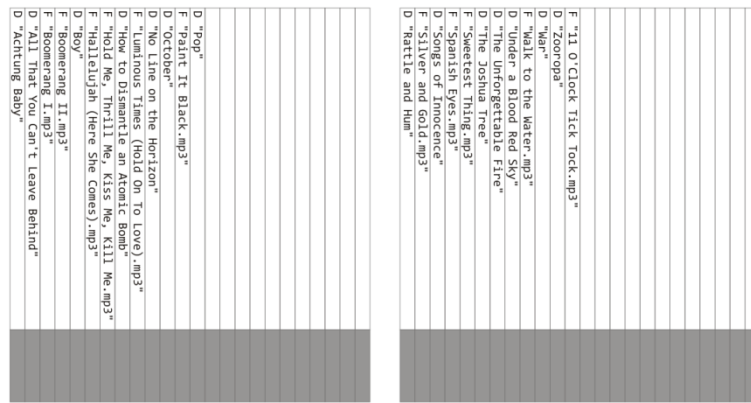 F "11 O'Clock Tick Tock.mp3"
D "Zooropa"
D "War"
F "Walk to the Water.mp3"
D "Under a Blood Red Sky"
D "The Unforgettable Fire"
D "The Joshua Tree"
F "Sweetest Thing.mp3"
F "Spanish Eyes.mp3"
D "Songs of Innocence"
F "Silver and Gold.mp3"
D "Rattle and Hum"
D "Pop"
F "Paint It Black.mp3"
D "October"
D "No Line on the Horizon"
F "Luminous Times (Hold On To Love).mp3"
D "How to Dismantle an Atomic Bomb"
F "Hold Me, Thrill Me, Kiss Me, Kill Me.mp3"
F "Hallelujah (Here She Comes).mp3"
D "Boy"
F "Boomerang II.mp3"
F "Boomerang I.mp3"
D "All That You Can't Leave Behind"
D "Achtung Baby"